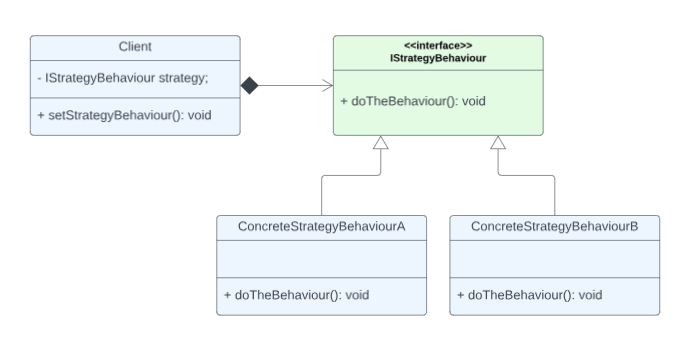 Client
- IStrategyBehaviour strategy;
+ setStrategyBehaviour(): void
<<interface>>
IStrategyBehaviour
+ doTheBehaviour(): void
ConcreteStrategyBehaviourA
+ doTheBehaviour(): void
ConcreteStrategyBehaviourB
+ doTheBehaviour(): void